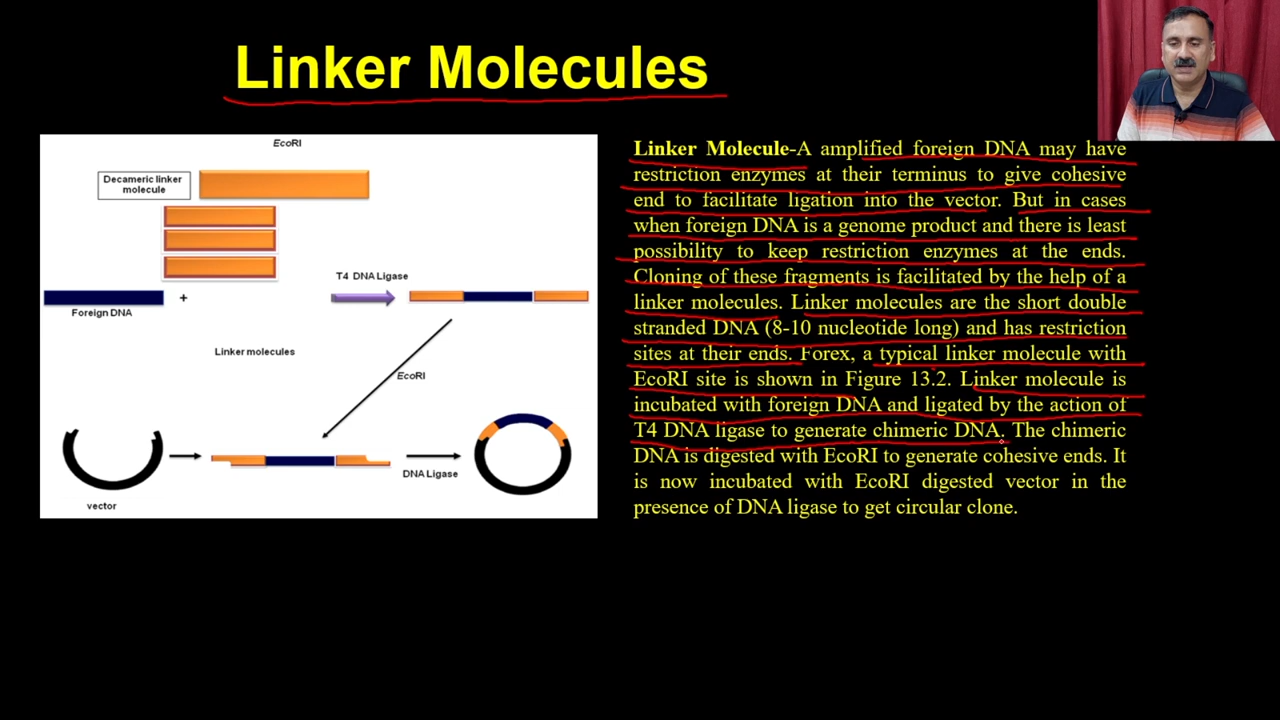 Linker Molecules
EcoRI
Decameric linker
molecule
T4 DNA Ligase
+
Foreign DNA
Linker molecules
EcoRI
DNA Ligase
vector
Linker Molecule-A amplified foreign DNA may have
restriction enzymes at their terminus to give cohesive
end to facilitate ligation into the vector. But in cases
when foreign DNA is a genome product and there is least
possibility to keep restriction enzymes at the ends.
Cloning of these fragments is facilitated by the help of a
linker molecules. Linker molecules are the short double
stranded DNA (8-10 nucleotide long) and has restriction
sites at their ends. Forex, a typical linker molecule with
EcoRI site is shown in Figure 13.2. Linker molecule is
incubated with foreign DNA and ligated by the action of
T4 DNA ligase to generate chimeric DNA. The chimeric
DNA is digested with EcoRI to generate cohesive ends. It
is now incubated with EcoRI digested vector in the
presence of DNA ligase to get circular clone.